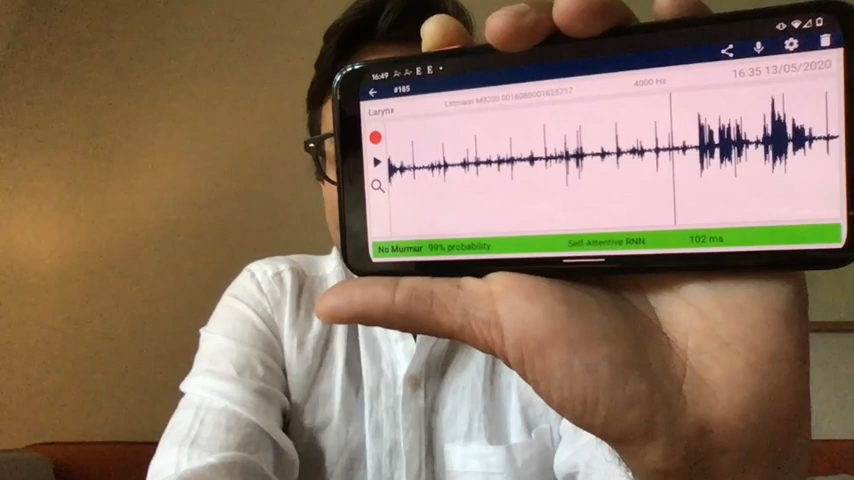 16:49 E E
#185
16:35 13/05/2020
Larynx Littmann M3200 4000 Hz
No Murmur 99% probability Self-Attentive RNN 102 ms